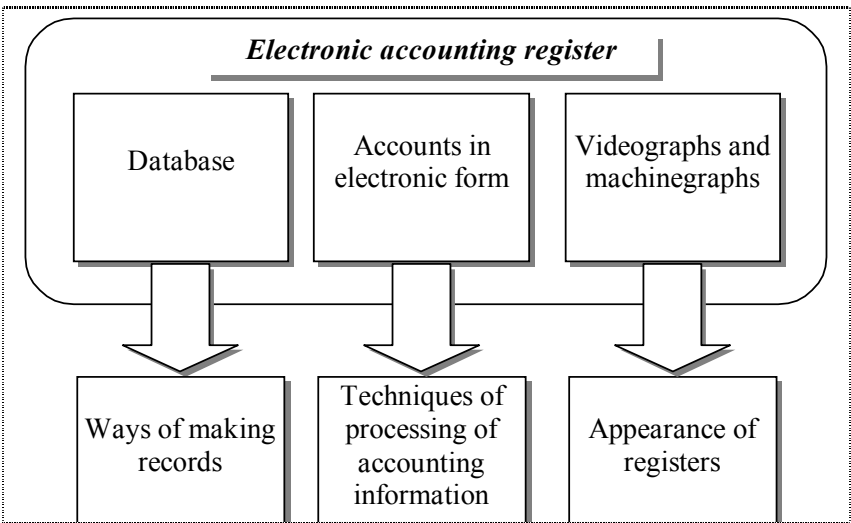 Electronic accounting register
Database
Accounts in
electronic form
Videographs and
machinegraphs
Ways of making
records
Techniques of
processing of
accounting
information
Appearance of
registers